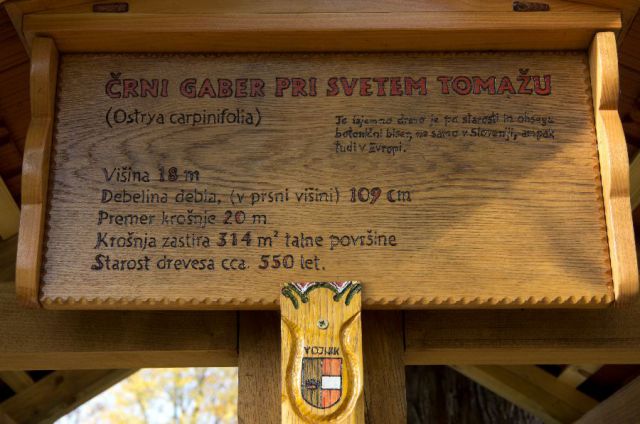 ČRNI GABER PRI SVETEM TOMAŽU
(Ostrya carpinifolia)
To izjemno drevo je po starosti in obsegu
botanični biser, ne samo v Sloveniji, ampak
tudi v Evropi.
Višina 18 m
Debelina debla, (v prsni višini) 109 cm
Premer krošnje 20 m
Krošnja zastira 314 m² talne površine
Starost drevesa cca. 550 let.
VOJNIK